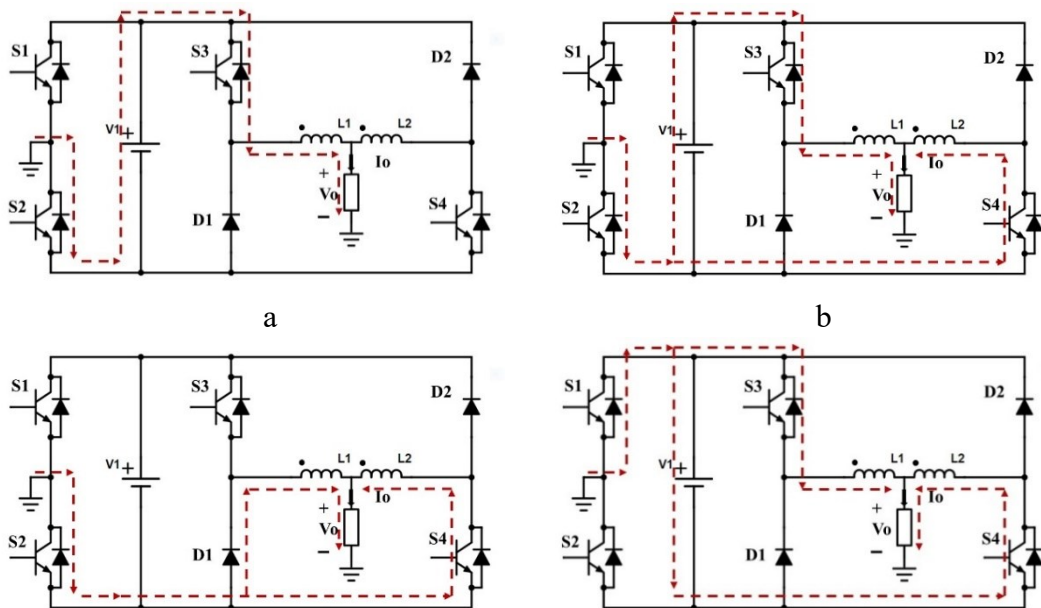 S1 S3 D2
V1 + L1 L2
Io
+
S2 D1 Vo S4
−
a
S1 S3 D2
V1 + L1 L2
Io
+
S2 D1 Vo S4
−
b
S1 S3 D2
V1 + L1 L2
Io
+
S2 D1 Vo S4
−
S1 S3 D2
V1 + L1 L2
Io
+
S2 D1 Vo S4
−